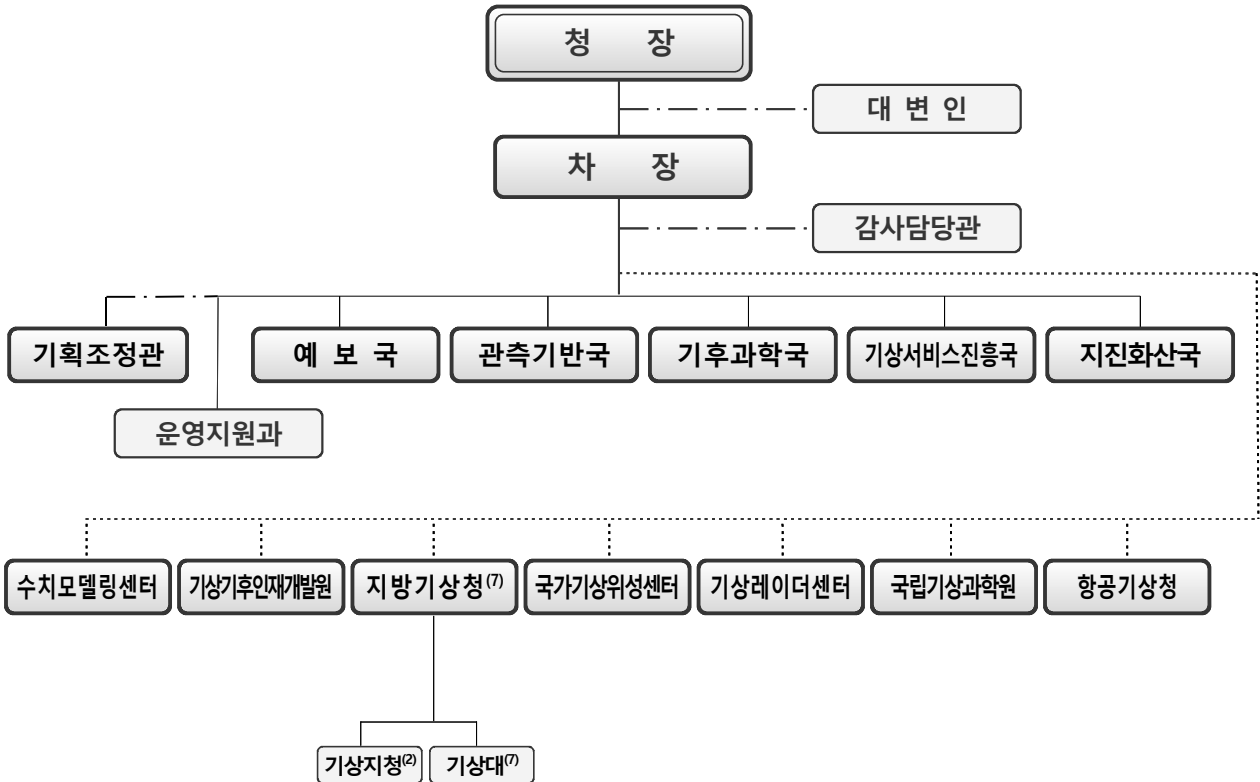 청 장
대 변 인
차 장
감사담당관
기획조정관
예 보 국
관측기반국
기후과학국
기상서비스진흥국
지진화산국
운영지원과
수치모델링센터
기상기후인재개발원
지방기상청(7)
국가기상위성센터
기상레이더센터
국립기상과학원
항공기상청
기상지청(2)
기상대(7)